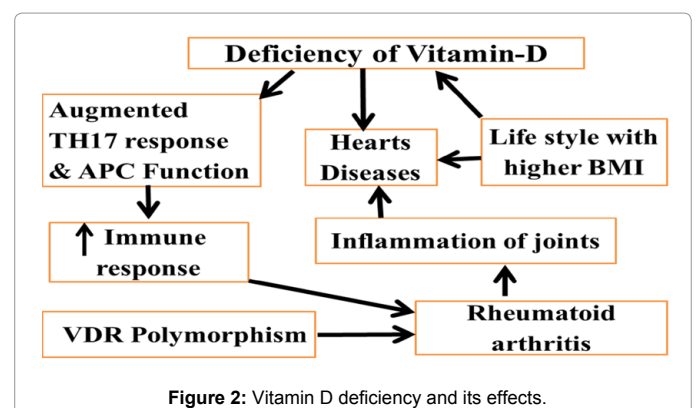 Deficiency of Vitamin-D
Augmented
TH17 response
& APC Function
Hearts
Diseases
Life style with
higher BMI
Immune
response
Inflammation of joints
VDR Polymorphism
Rheumatoid
arthritis
Figure 2: Vitamin D deficiency and its effects.